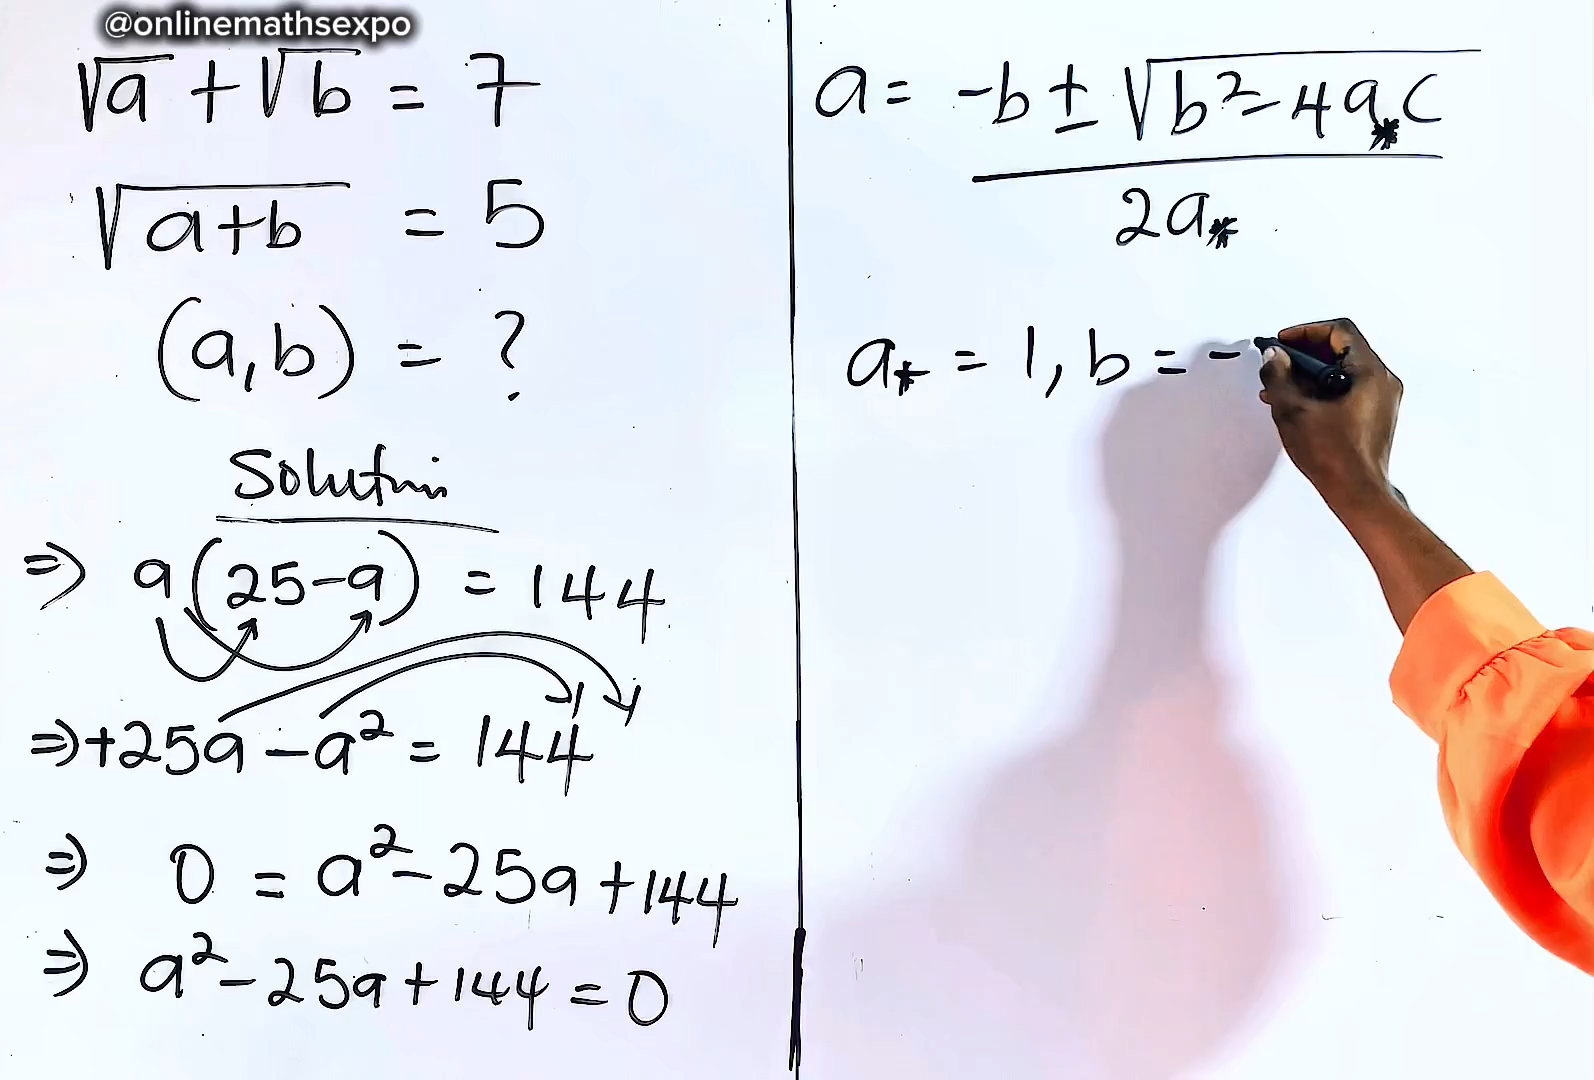 @onlinemathsexpo
√a + √b = 7
√(a+b) = 5
(a,b) = ?
Solution
⇒ a(25-a) = 144
⇒ +25a - a² = 144
⇒ 0 = a² - 25a + 144
⇒ a² - 25a + 144 = 0
a = -b ± √b² - 4a*c
2a*
a* = 1, b = -